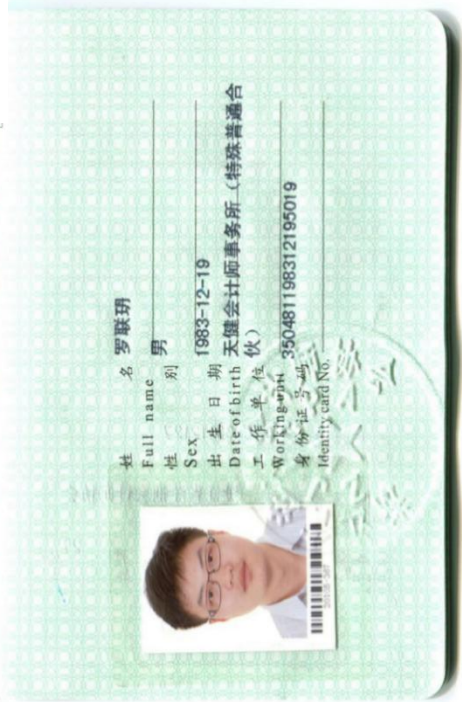 姓 名 罗联玥
Full name
性 别 男
Sex
出 生 日 期 1983-12-19
Date of birth
工 作 单 位 天健会计师事务所（特殊普通合
伙）
Working unit
身份证号码 350481198312195019
Identity card No.